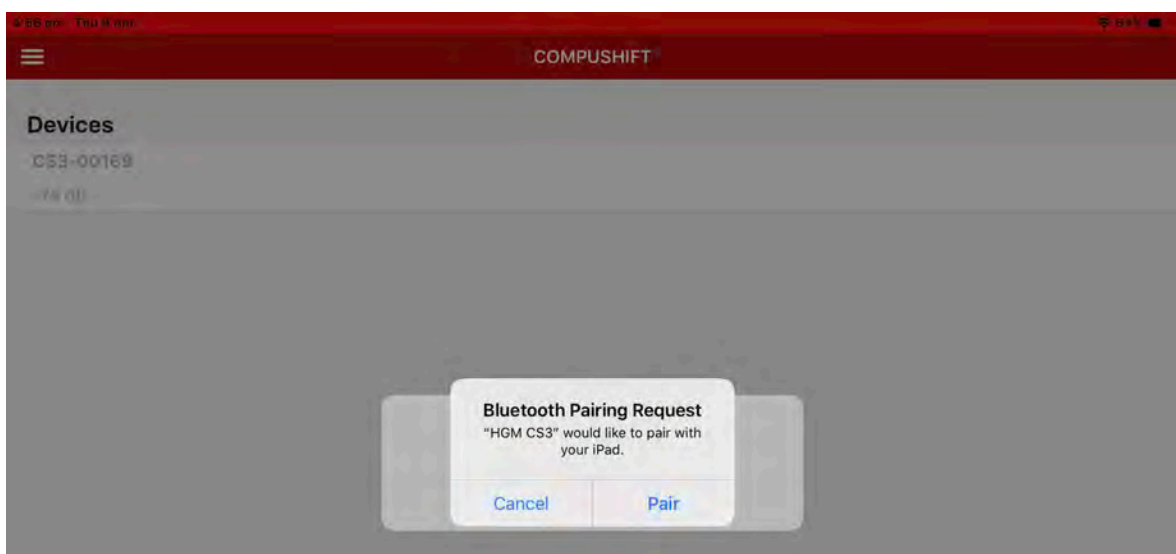 COMPUSHIFT
Devices
CS3-00169
Bluetooth Pairing Request
“HGM CS3” would like to pair with
your iPad.
Cancel
Pair